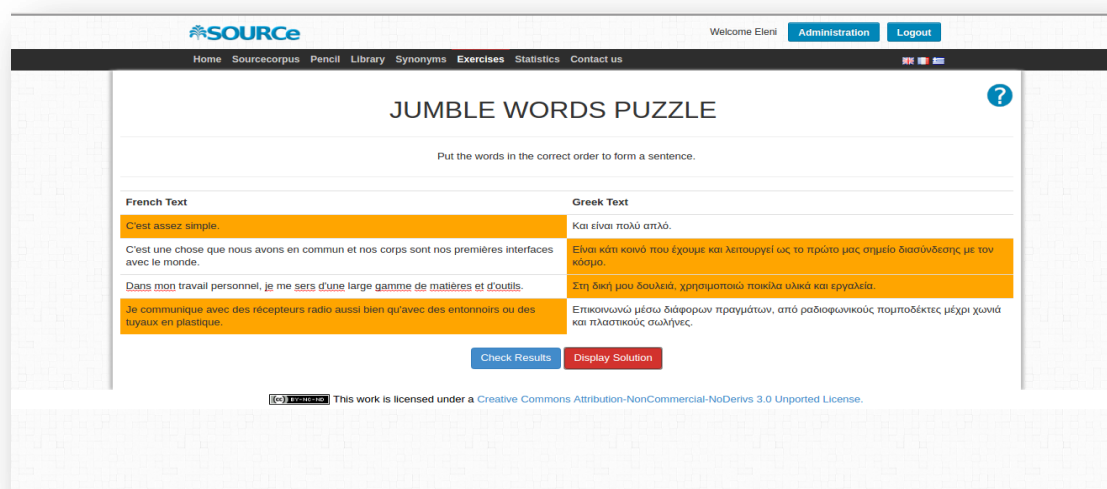 SOURCe
Welcome Eleni Administration Logout
Home Sourcecorpus Pencil Library Synonyms Exercises Statistics Contact us
?
JUMBLE WORDS PUZZLE
Put the words in the correct order to form a sentence.
French Text Greek Text
C'est assez simple. Και είναι πολύ απλό.
C'est une chose que nous avons en commun et nos corps sont nos premières interfaces
avec le monde.
Είναι κάτι κοινό που έχουμε και λειτουργεί ως το πρώτο μας σημείο διασύνδεσης με τον
κόσμο.
Dans mon travail personnel, je me sers d'une large gamme de matières et d'outils. Στη δική μου δουλειά, χρησιμοποιώ ποικίλα υλικά και εργαλεία.
Je communique avec des récepteurs radio aussi bien qu'avec des entonnoirs ou des
tuyaux en plastique.
Επικοινωνώ μέσω διάφορων πραγμάτων, από ραδιοφωνικούς πομποδέκτες μέχρι χωνιά
και πλαστικούς σωλήνες.
Check Results Display Solution
(cc) BY-NC-ND This work is licensed under a Creative Commons Attribution-NonCommercial-NoDerivs 3.0 Unported License.